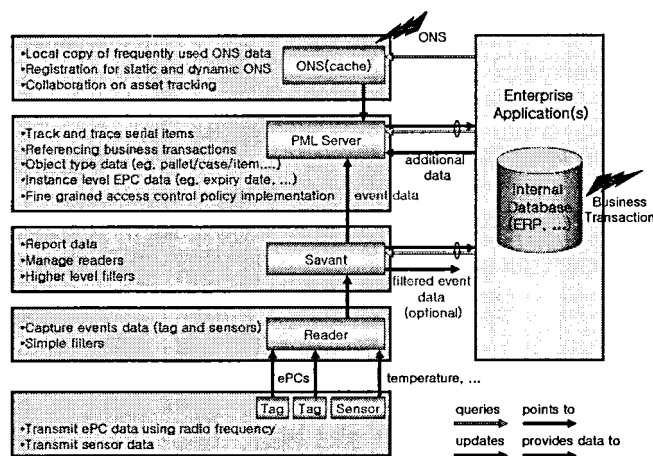 •Local copy of frequently used ONS data
•Registration for static and dynamic ONS
•Collaboration on asset tracking
ONS(cache)
ONS
Enterprise
Application(s)
•Track and trace serial items
•Referencing business transactions
•Object type data (eg, pallet/case/item,...)
•Instance level EPC data (eg, expiry date, ...)
•Fine grained access control policy implementation
PML Server
additional
data
event data
Internal
Database
(ERP, ...)
Business
Transaction
•Report data
•Manage readers
•Higher level filters
Savant
filtered event
data
(optional)
•Capture events data (tag and sensors)
•Simple filters
Reader
ePCs
temperature, ...
Tag
Tag
Sensor
•Transmit ePC data using radio frequency
•Transmit sensor data
queries
points to
updates
provides data to